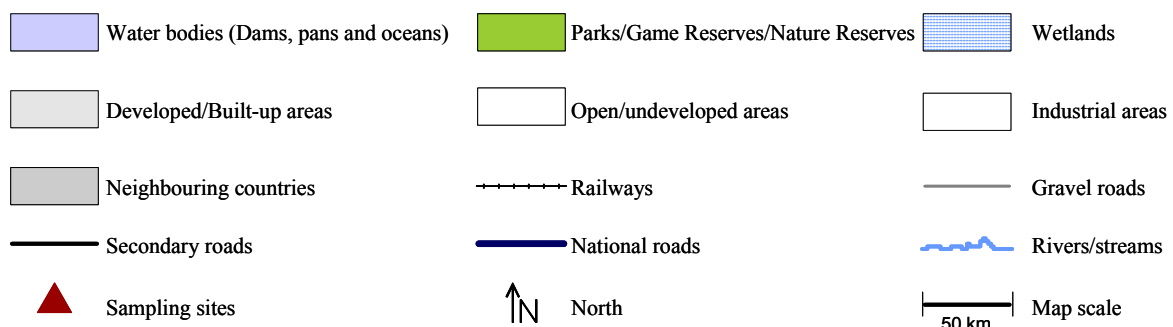 Water bodies (Dams, pans and oceans) Parks/Game Reserves/Nature Reserves Wetlands
Developed/Built-up areas Open/undeveloped areas Industrial areas
Neighbouring countries Railways Gravel roads
Secondary roads National roads Rivers/streams
Sampling sites N North Map scale
50 km